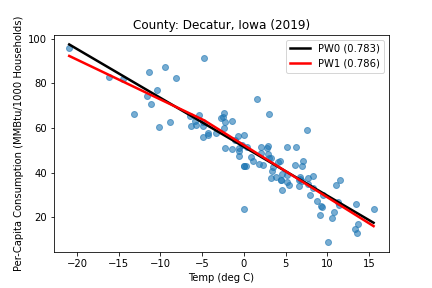 County: Decatur, Iowa (2019)
PW0 (0.783)
PW1 (0.786)
Per-Capita Consumption (MMBtu/1000 Households)
100
80
60
40
20
−20 −15 −10 −5 0 5 10 15
Temp (deg C)